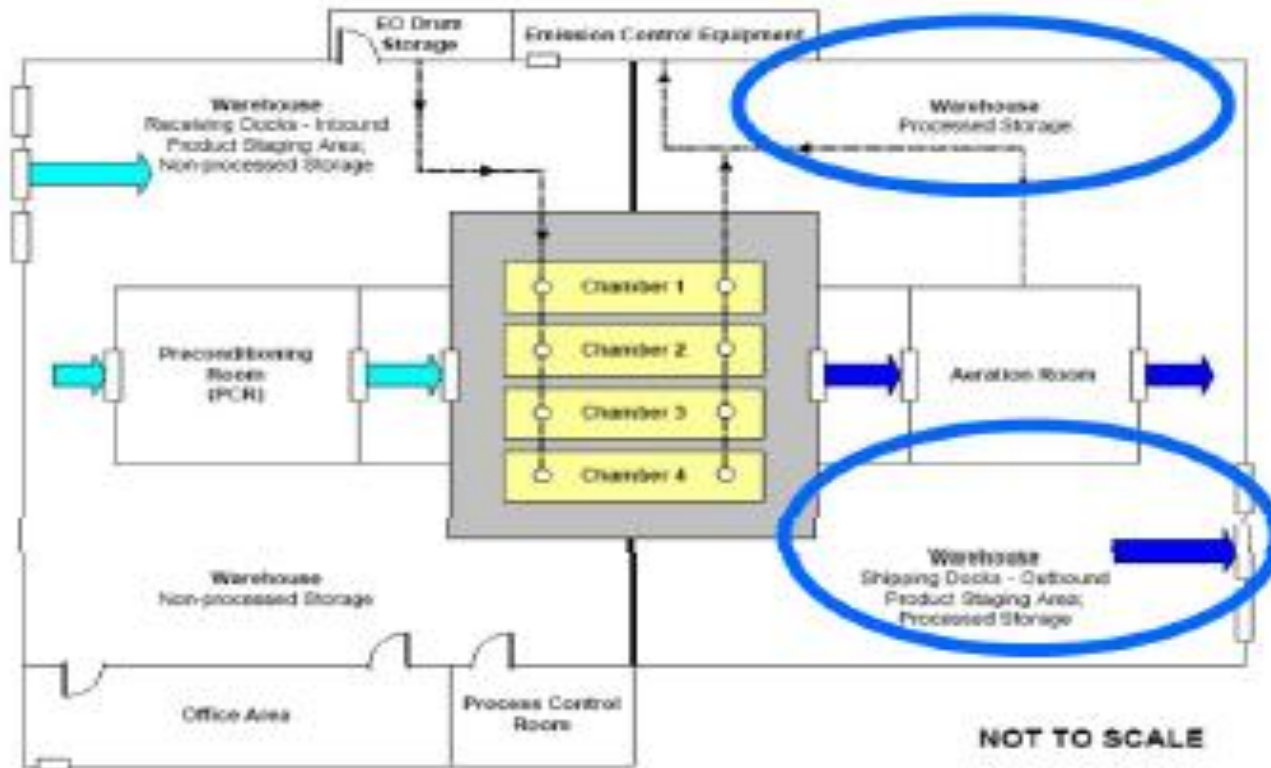 EO Drum
Storage
Emission Control Equipment
Warehouse
Receiving Docks - Inbound
Product Staging Area;
Non-processed Storage
Warehouse
Processed Storage
Chamber 1
Chamber 2
Chamber 3
Chamber 4
Preconditioning
Room
(PCR)
Aeration Room
Warehouse
Non-processed Storage
Warehouse
Shipping Docks - Outbound
Product Staging Area;
Processed Storage
Office Area
Process Control
Room
NOT TO SCALE